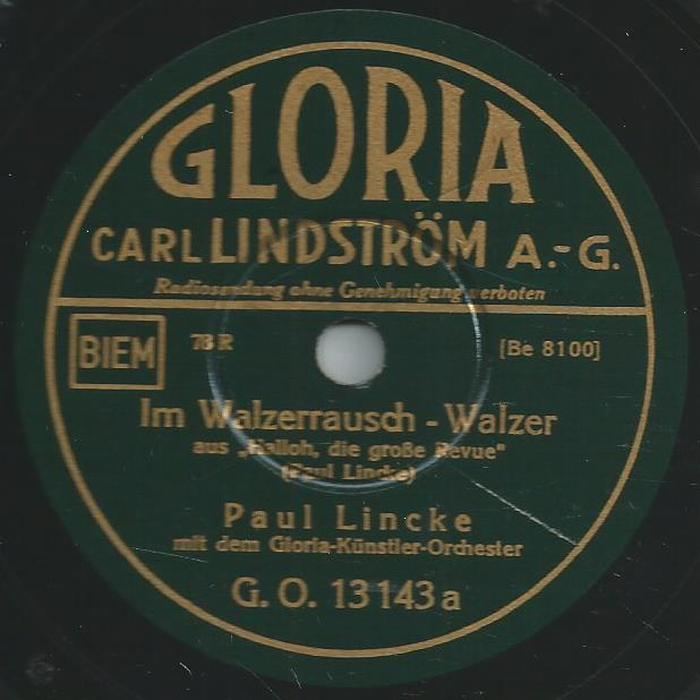 GLORIA
CARL LINDSTRÖM A.-G.
Radiosendung ohne Genehmigung verboten
BIEM 78 R [Be 8100]
Im Walzerrausch - Walzer
aus „Halloh, die große Revue"
(Paul Lincke)
Paul Lincke
mit dem Gloria-Künstler-Orchester
G. O. 13143 a